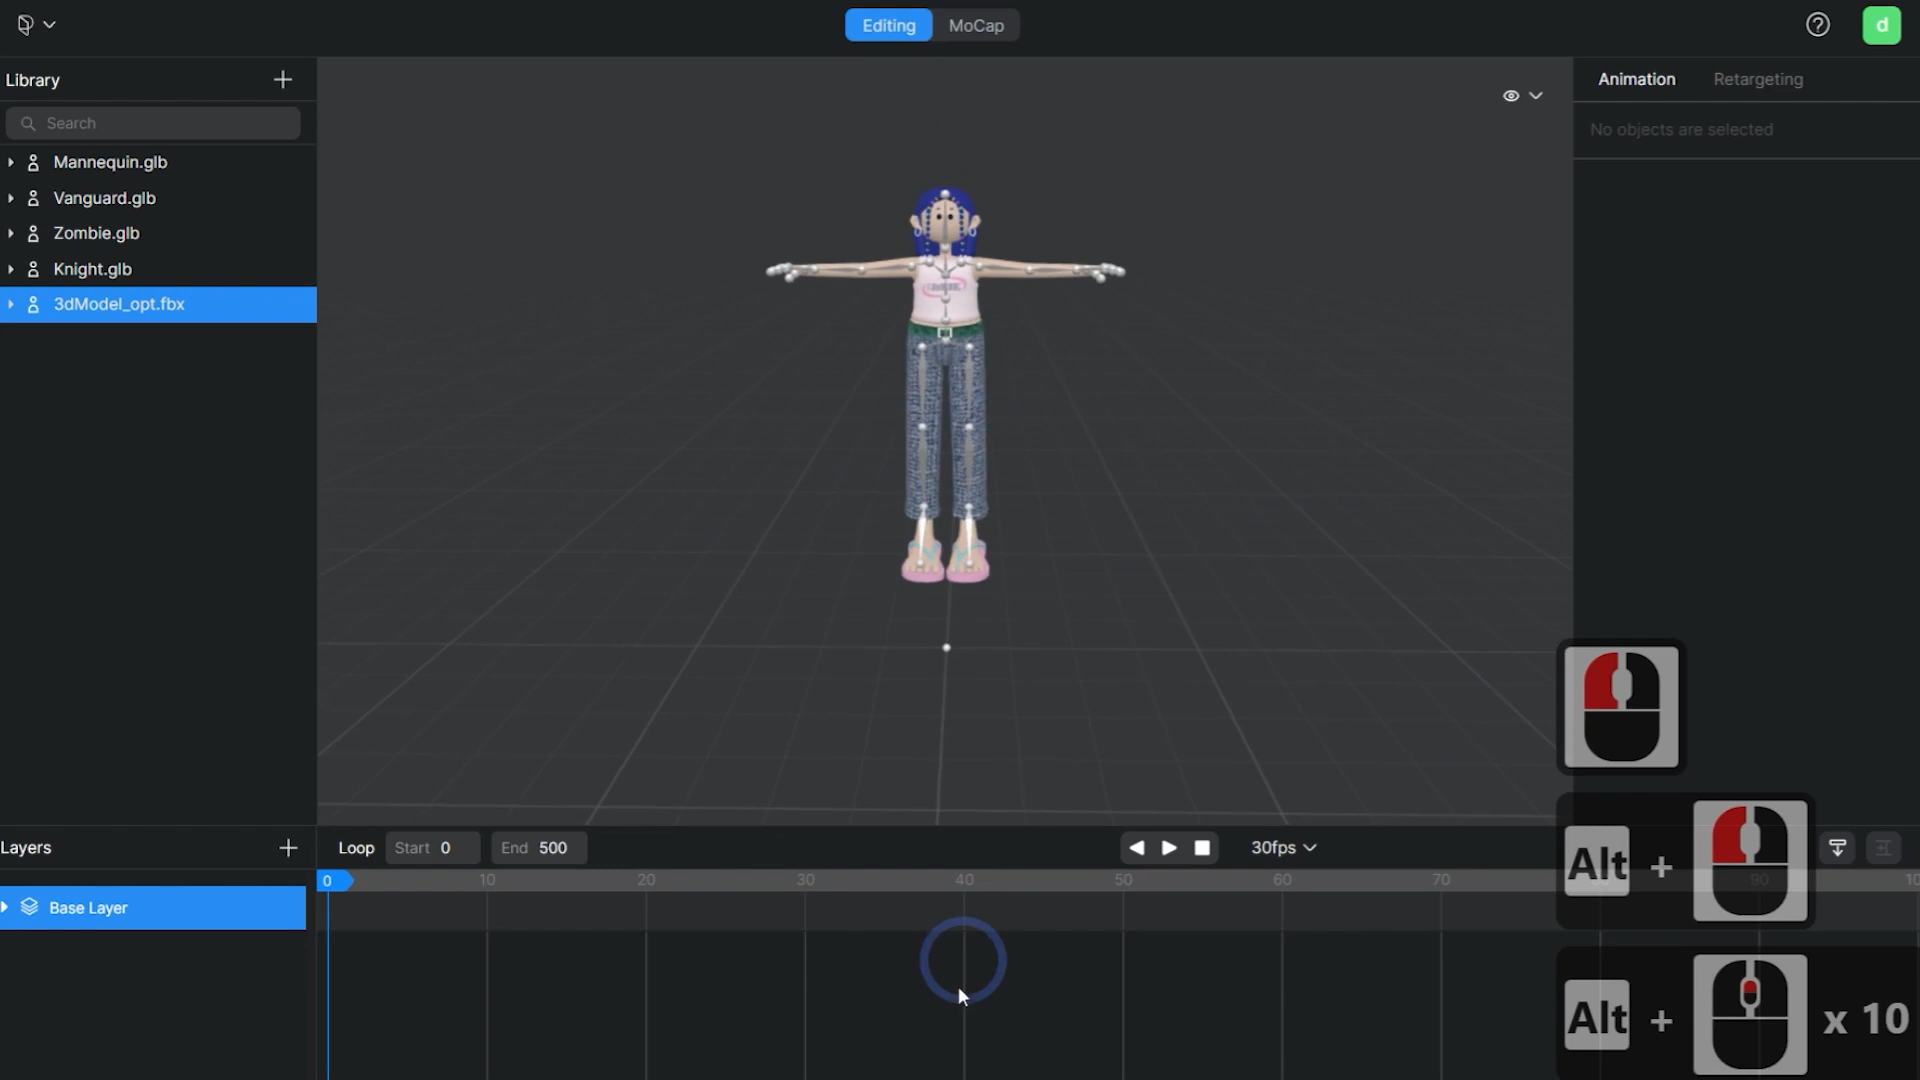 Editing MoCap
d
Library
Animation Retargeting
Search
No objects are selected
Mannequin.glb
Vanguard.glb
Zombie.glb
Knight.glb
3dModel_opt.fbx
Layers
Loop Start 0 End 500 30fps
0 10 20 30 40 50 60 70 90
Base Layer
Alt +
Alt + x 10